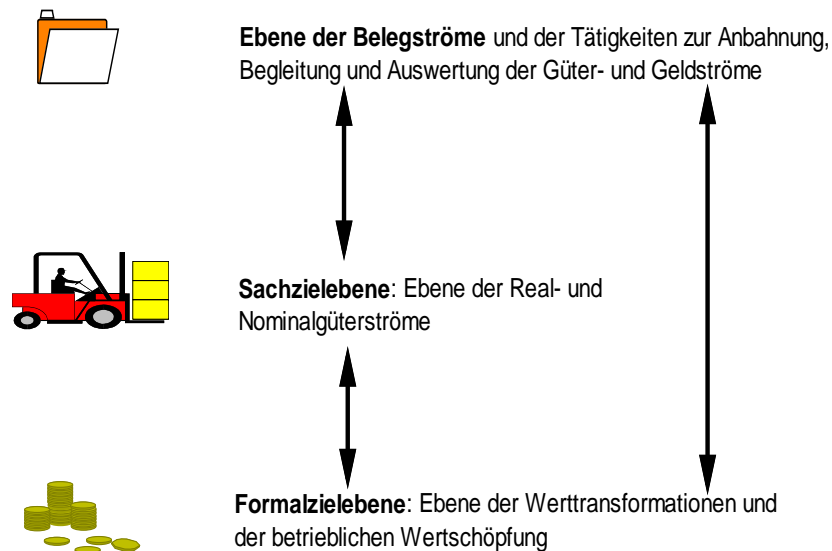 Ebene der Belegströme und der Tätigkeiten zur Anbahnung,
Begleitung und Auswertung der Güter- und Geldströme
Sachzielebene: Ebene der Real- und
Nominalgüterströme
Formalzielebene: Ebene der Werttransformationen und
der betrieblichen Wertschöpfung